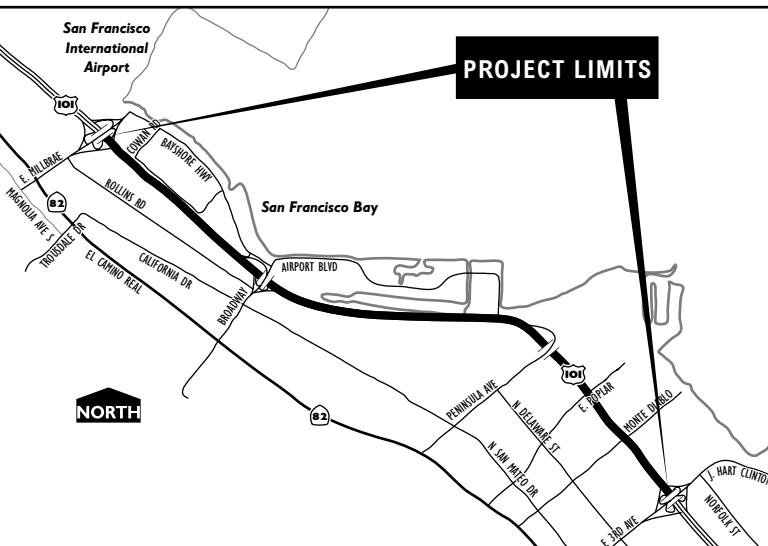 San Francisco
International
Airport
PROJECT LIMITS
101
COWAN RD
BAYSHORE HWY
E. MILLBRAE
ROLLINS RD
82
MAGNOLIA AVE S
TROUSDALE DR
San Francisco Bay
CALIFORNIA DR
EL CAMINO REAL
AIRPORT BLVD
BROADWAY
NORTH
82
101
PENINSULA AVE
E. POPLAR
N DELAWARE ST
MONTE DIABLO
N SAN MATEO DR
J. HART CLINTON
NORFOLK ST
E. 3RD AVE